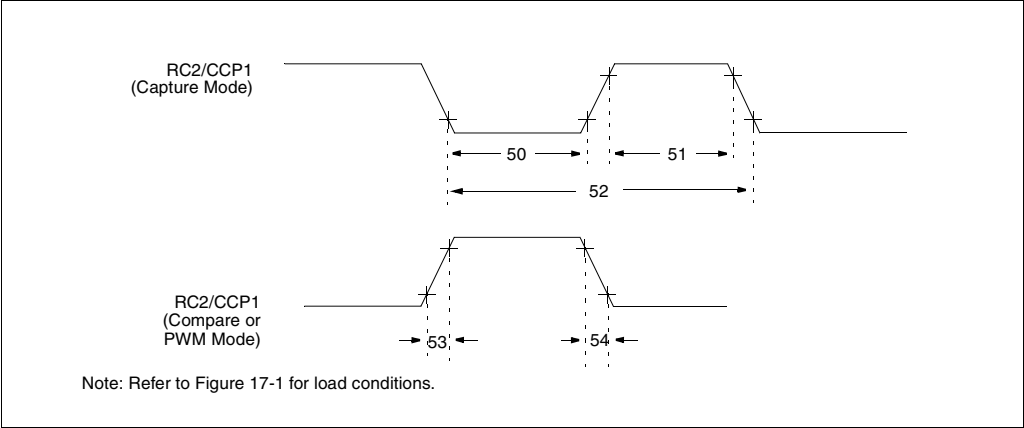 RC2/CCP1
(Capture Mode)
50
51
52
RC2/CCP1
(Compare or
PWM Mode)
53
54
Note: Refer to Figure 17-1 for load conditions.